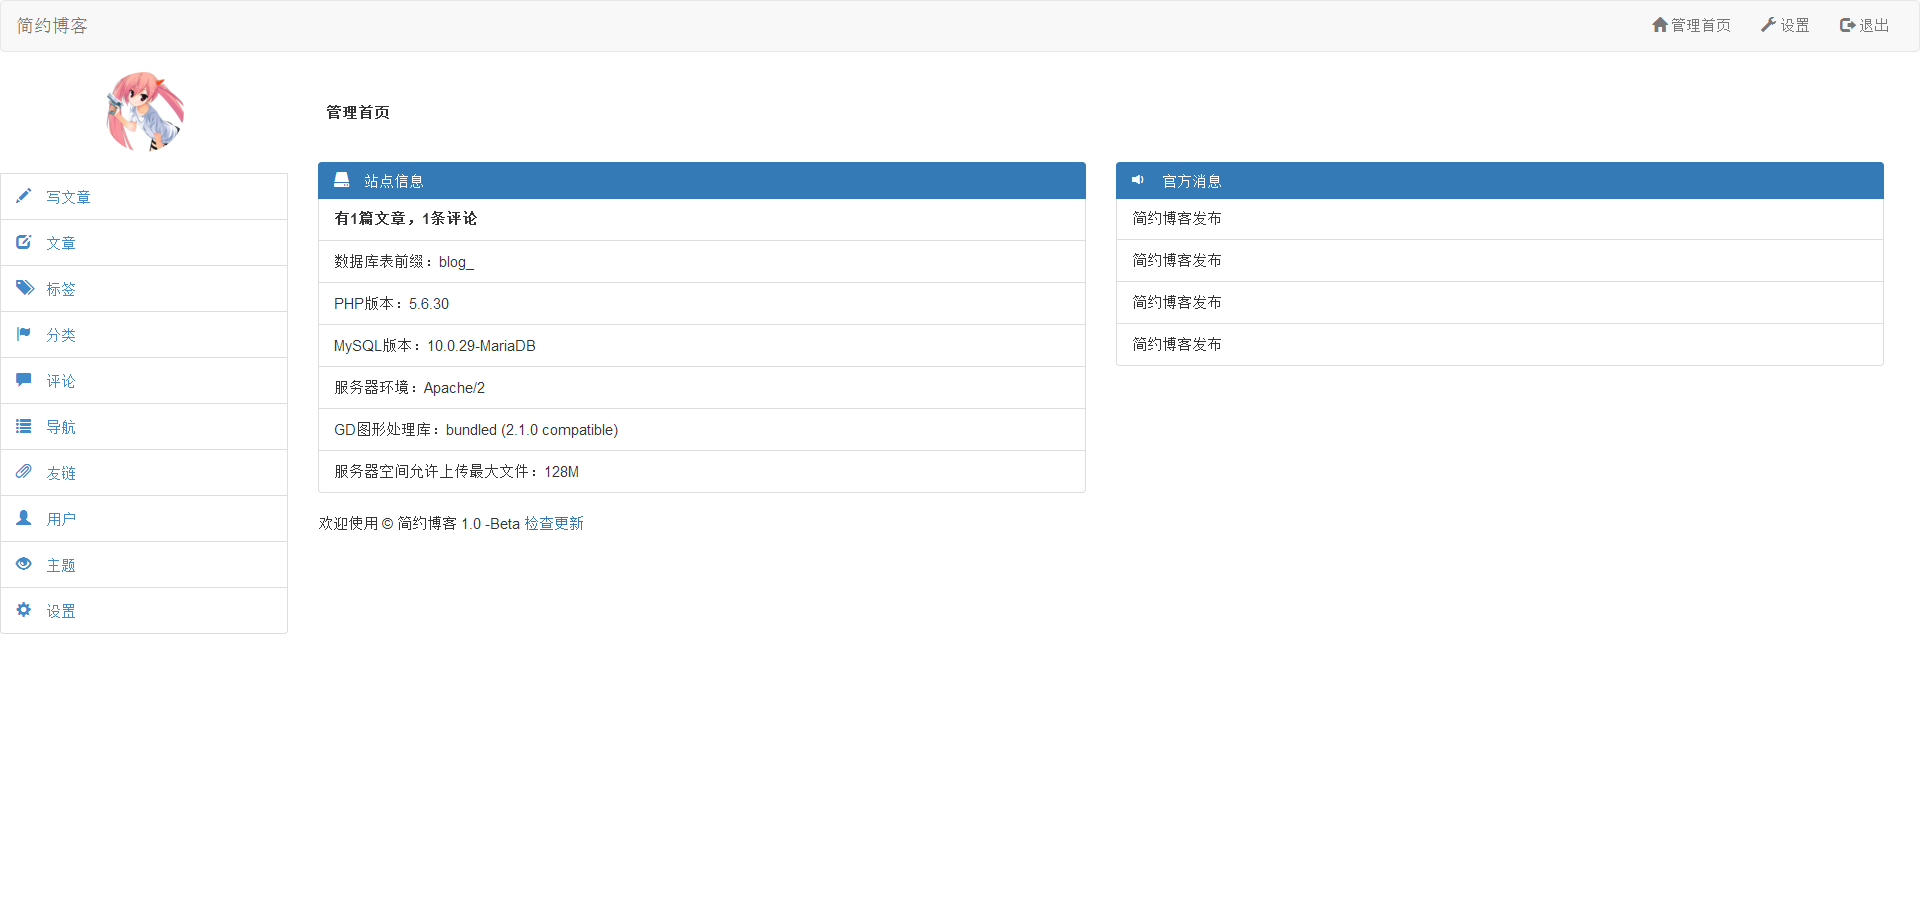 简约博客
管理首页
设置
退出
写文章
文章
标签
分类
评论
导航
友链
用户
主题
设置
管理首页
站点信息
有1篇文章，1条评论
数据库表前缀：blog_
PHP版本：5.6.30
MySQL版本：10.0.29-MariaDB
服务器环境：Apache/2
GD图形处理库：bundled (2.1.0 compatible)
服务器空间允许上传最大文件：128M
欢迎使用 © 简约博客 1.0 -Beta 检查更新
官方消息
简约博客发布
简约博客发布
简约博客发布
简约博客发布